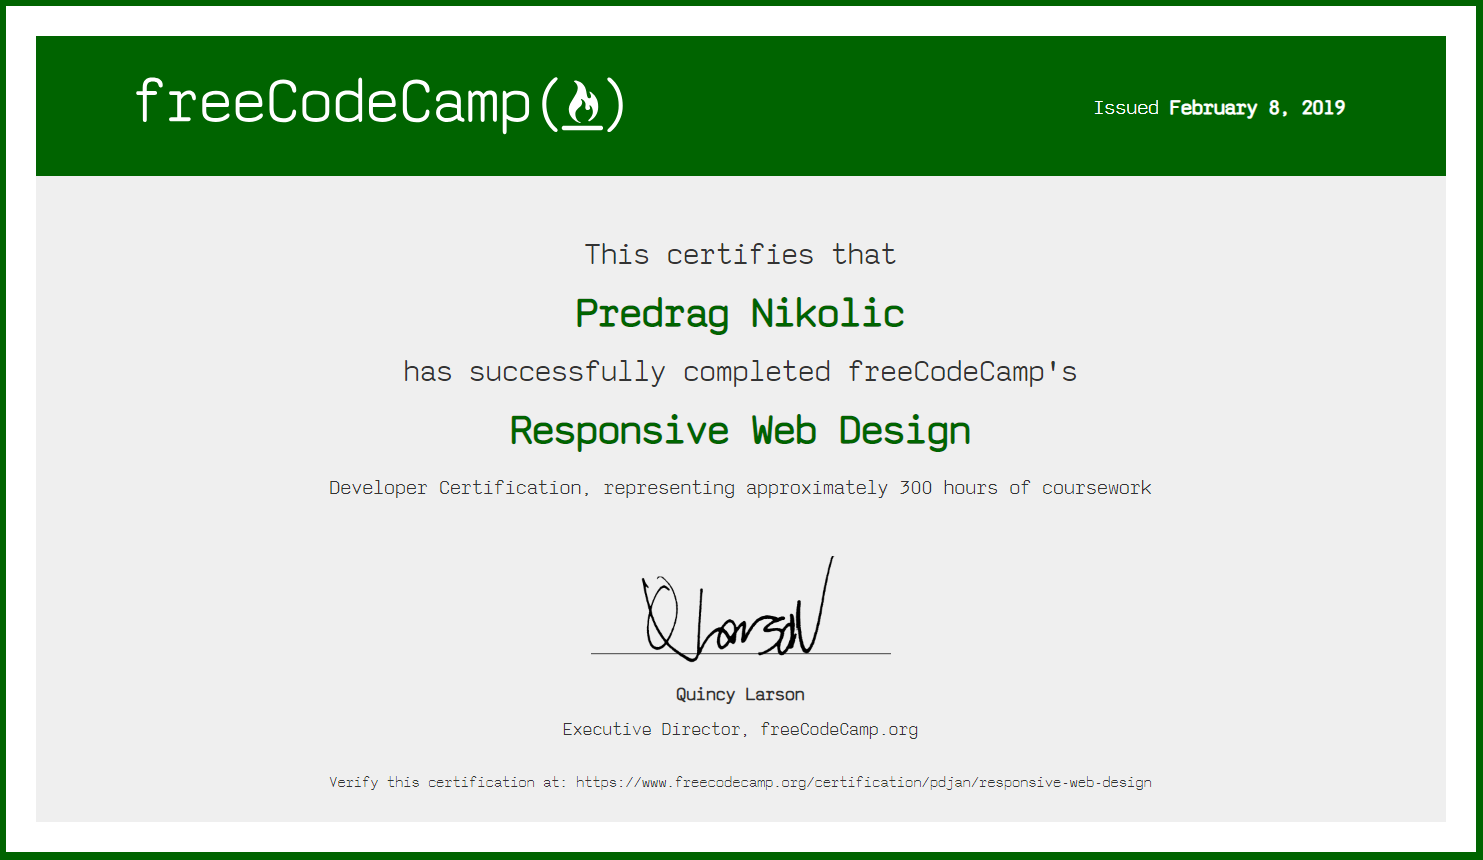 freeCodeCamp(🔥)
Issued February 8, 2019
This certifies that
Predrag Nikolic
has successfully completed freeCodeCamp's
Responsive Web Design
Developer Certification, representing approximately 300 hours of coursework
Q Larson
Quincy Larson
Executive Director, freeCodeCamp.org
Verify this certification at: https://www.freecodecamp.org/certification/pdjan/responsive-web-design